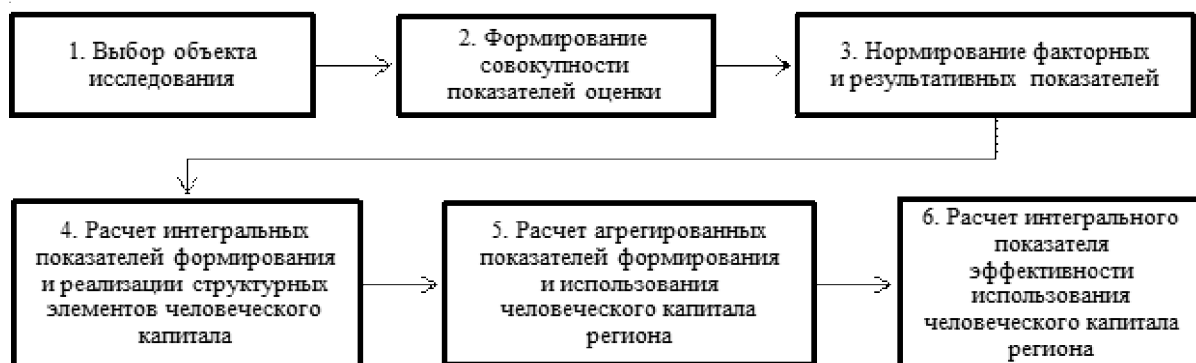 1. Выбор объекта
исследования
2. Формирование
совокупности
показателей оценки
3. Нормирование факторных
и результативных показателей
4. Расчет интегральных
показателей формирования
и реализации структурных
элементов человеческого
капитала
5. Расчет агрегированных
показателей формирования
и использования
человеческого капитала
региона
6. Расчет интегрального
показателя
эффективности
использования
человеческого капитала
региона